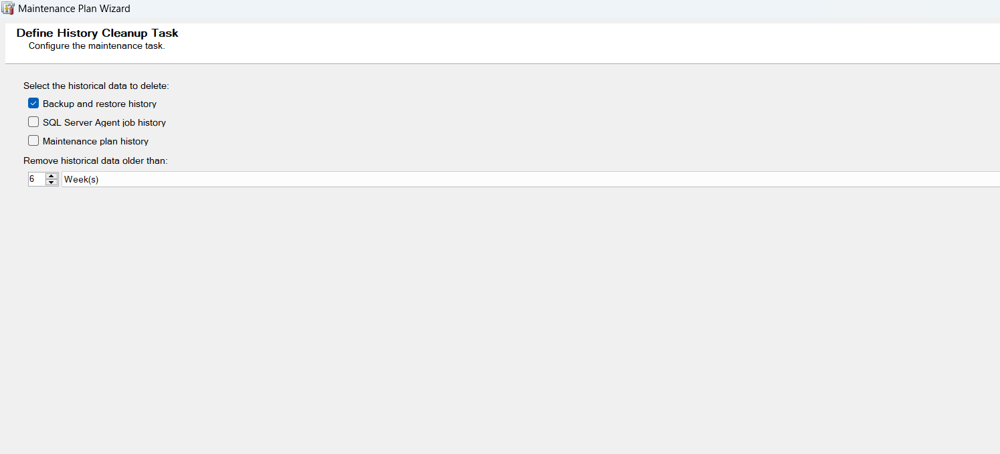 Maintenance Plan Wizard
Define History Cleanup Task
Configure the maintenance task.
Select the historical data to delete:
Backup and restore history
SQL Server Agent job history
Maintenance plan history
Remove historical data older than:
6 Week(s)